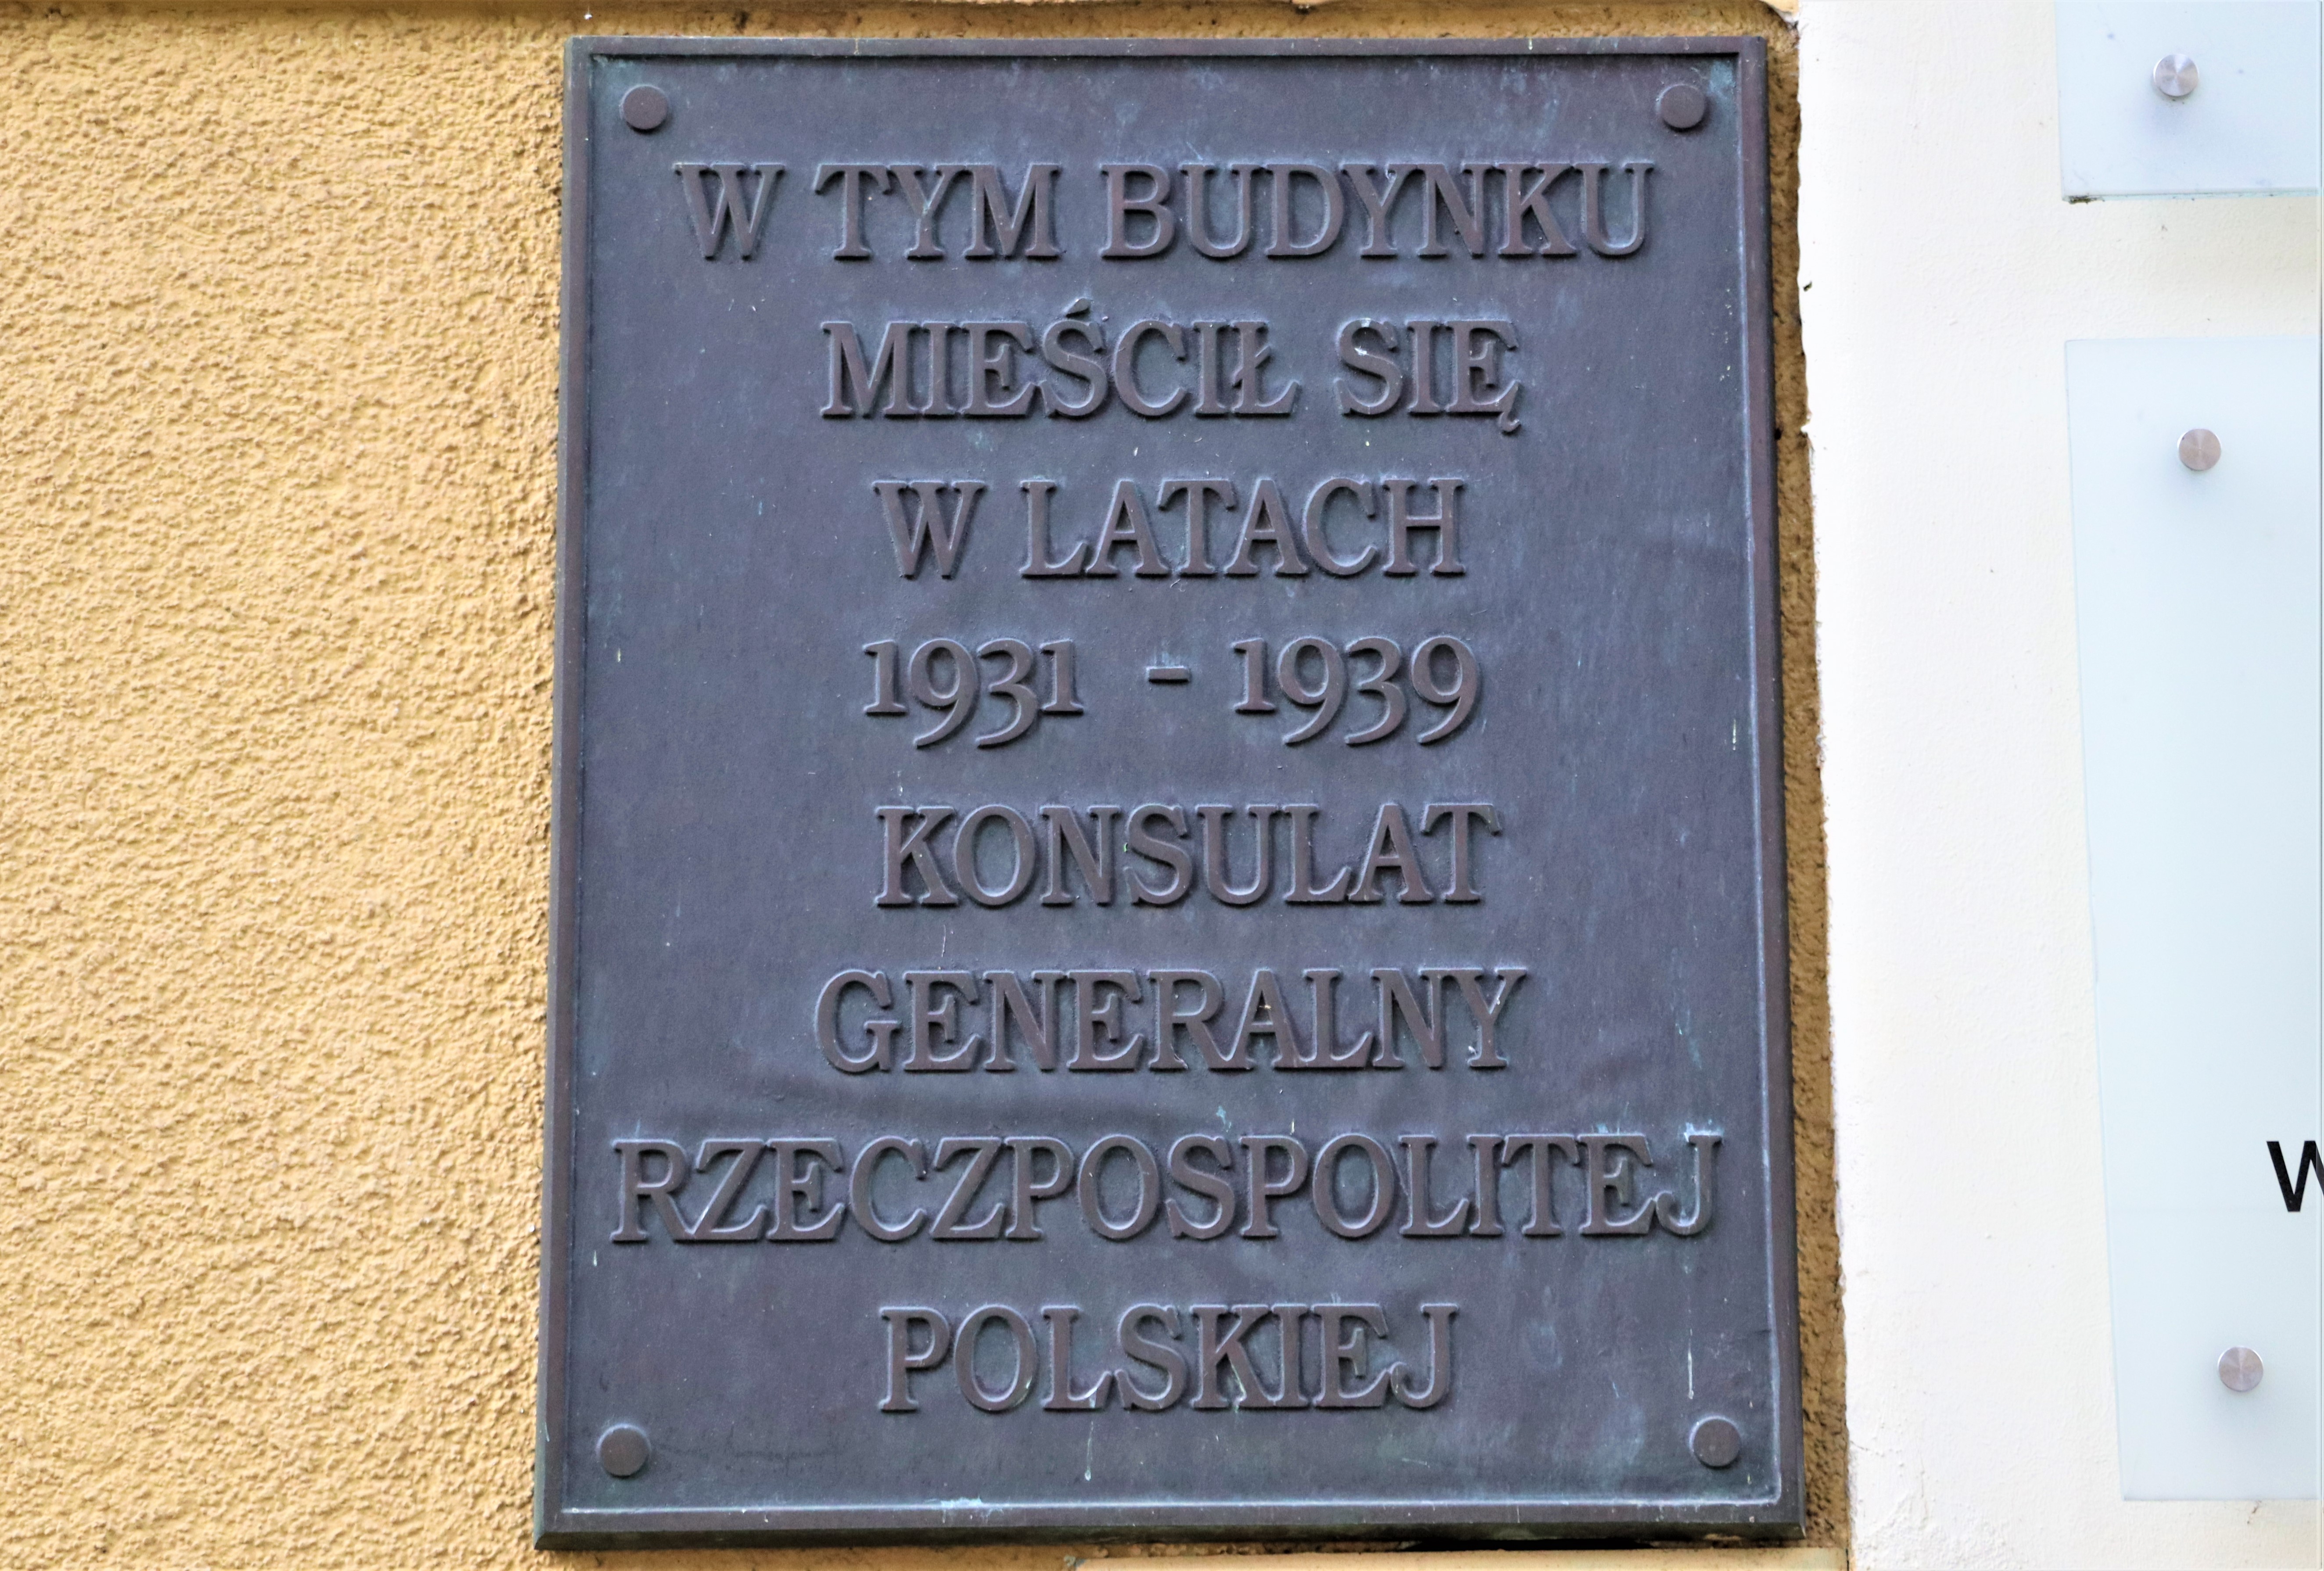 W TYM BUDYNKU
MIEŚCIŁ SIĘ
W LATACH
1931 - 1939
KONSULAT
GENERALNY
RZECZPOSPOLITEJ
POLSKIEJ